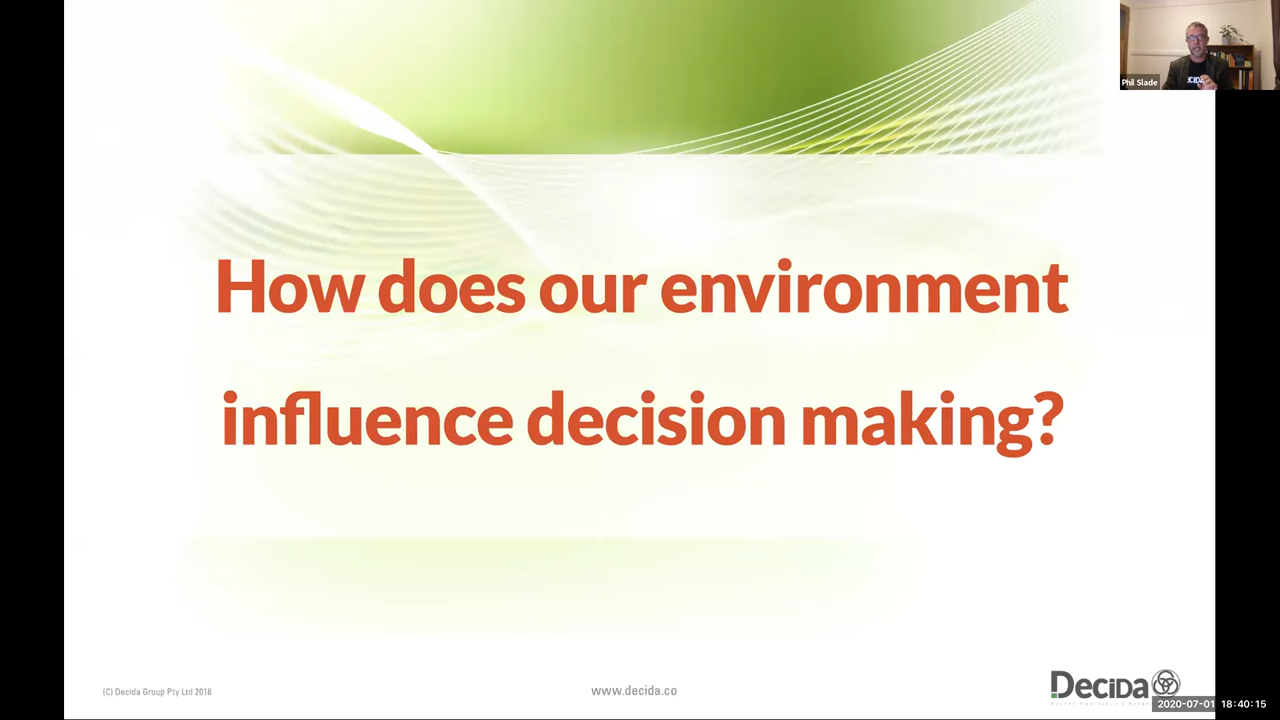 Phil Slade
How does our environment
influence decision making?
(C) Decida Group Pty Ltd 2018
www.decida.co
Decida
2020-07-01 18:40:15